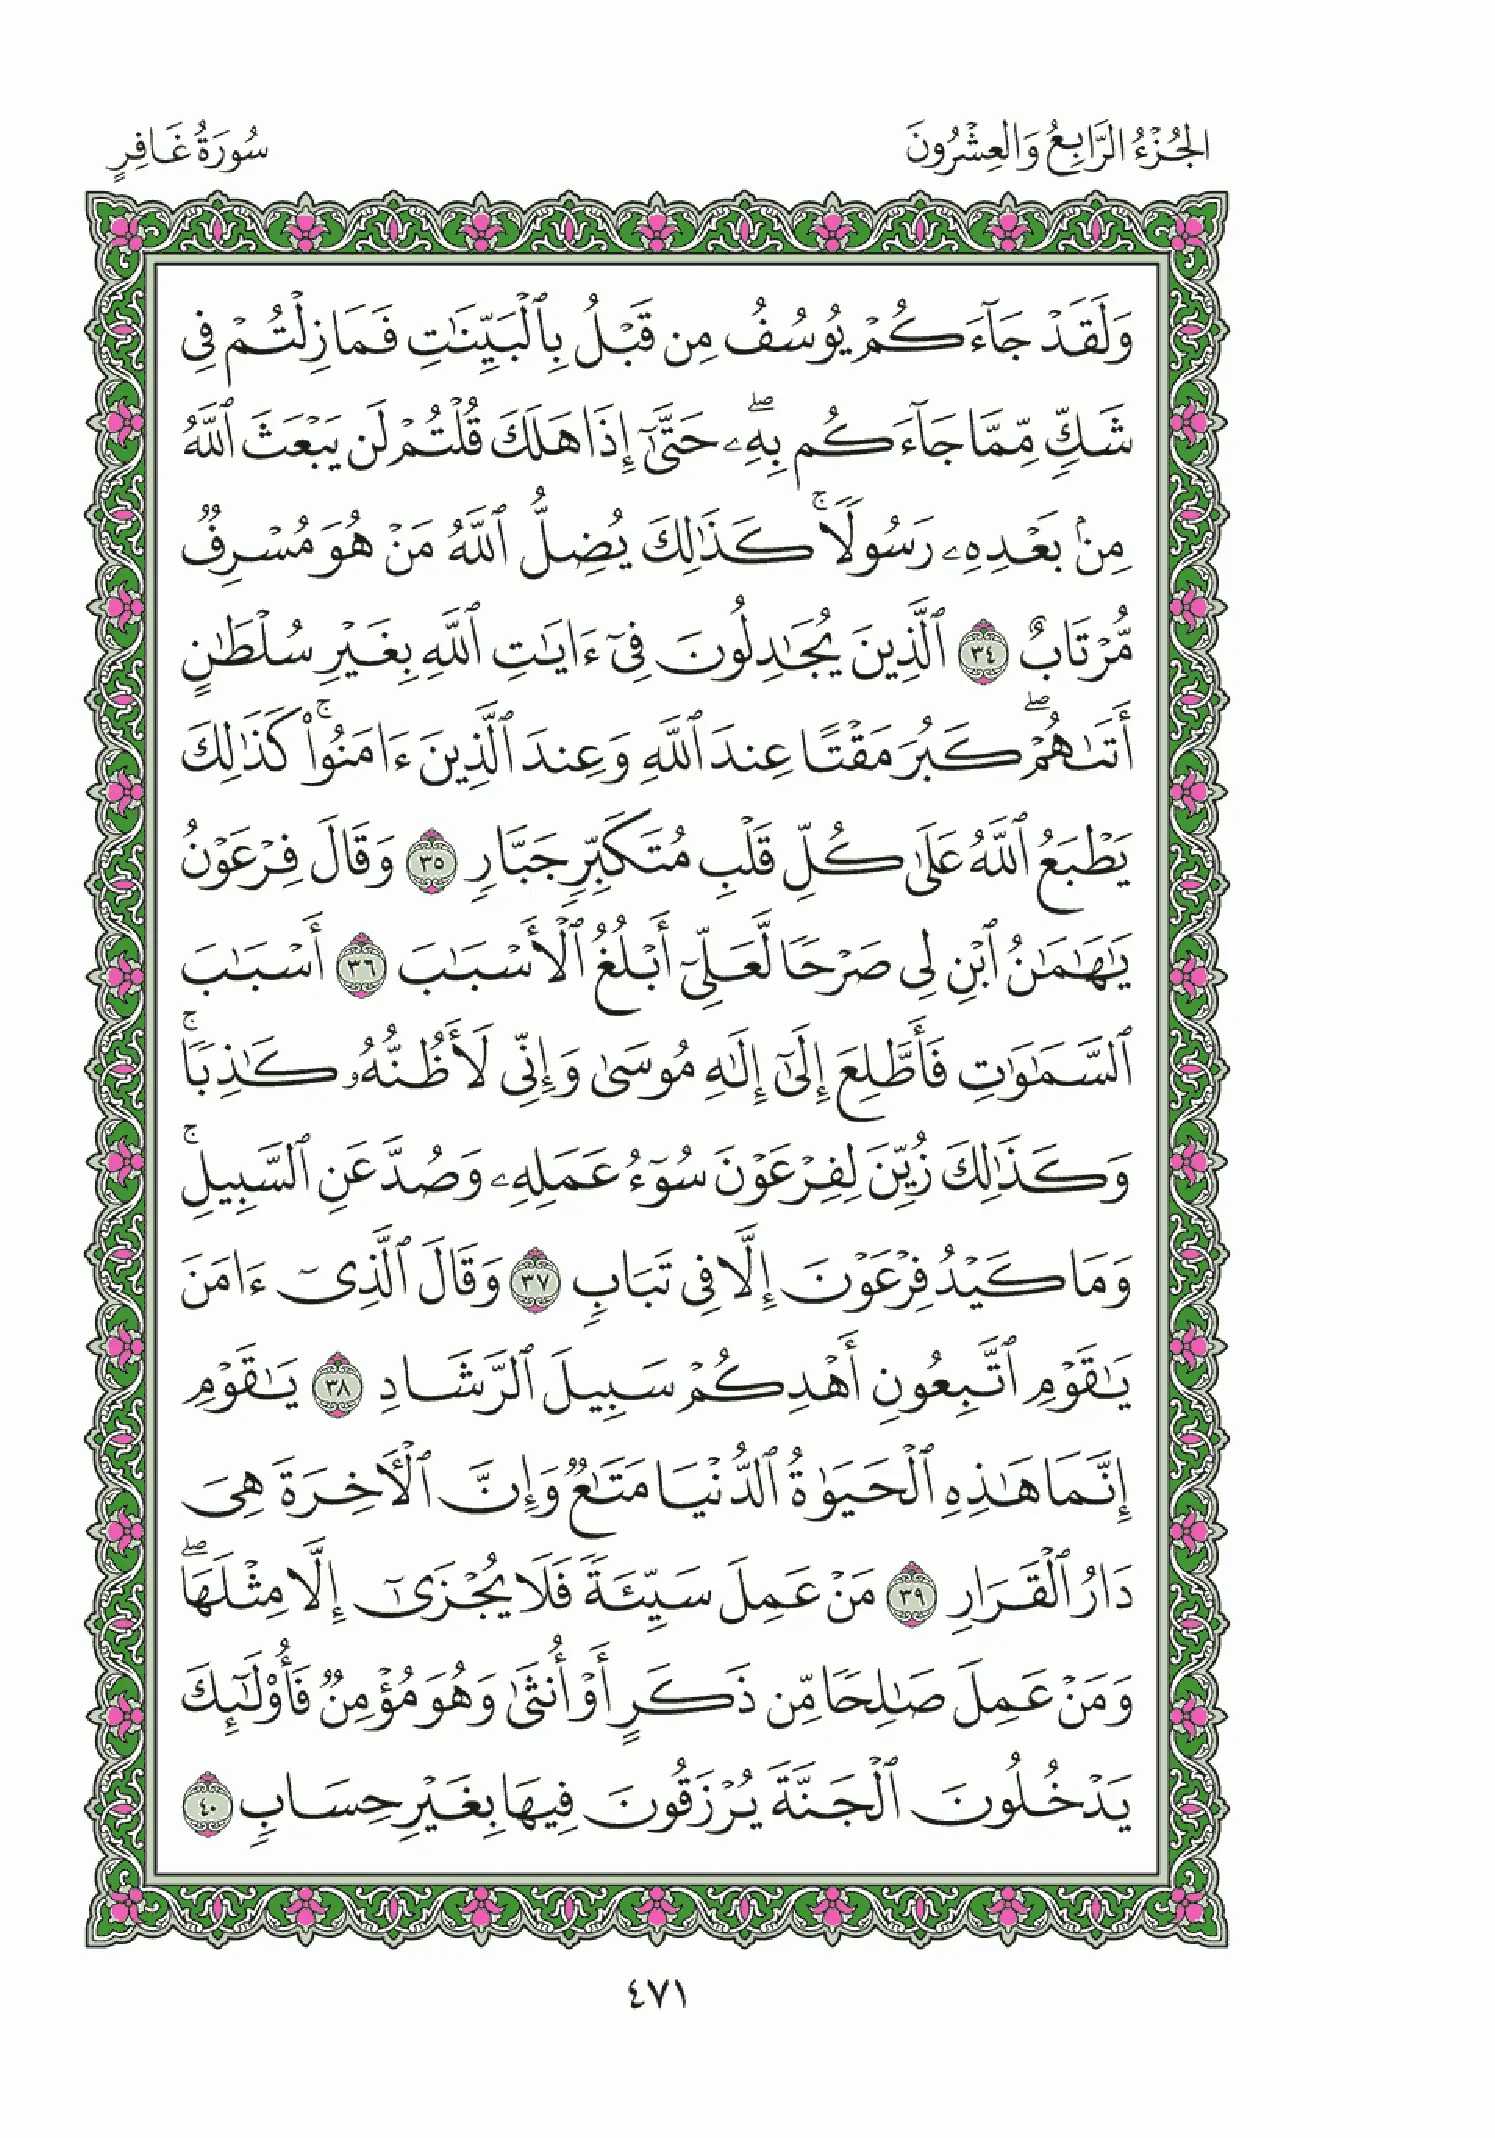 الجُزْءُ الرَّابِعُ وَالعِشْرُونَ
سُورَةُ غَافِرٍ
وَلَقَدْ جَآءَكُمْ يُوسُفُ مِن قَبْلُ بِٱلْبَيِّنَٰتِ فَمَا زِلْتُمْ فِى
شَكٍّ مِّمَّا جَآءَكُم بِهِۦ ۖ حَتَّىٰٓ إِذَا هَلَكَ قُلْتُمْ لَن يَبْعَثَ ٱللَّهُ
مِنۢ بَعْدِهِۦ رَسُولًا ۚ كَذَٰلِكَ يُضِلُّ ٱللَّهُ مَنْ هُوَ مُسْرِفٌ
مُّرْتَابٌ ٣٤ ٱلَّذِينَ يُجَٰدِلُونَ فِىٓ ءَايَٰتِ ٱللَّهِ بِغَيْرِ سُلْطَٰنٍ
أَتَىٰهُمْ ۖ كَبُرَ مَقْتًا عِندَ ٱللَّهِ وَعِندَ ٱلَّذِينَ ءَامَنُوا۟ ۚ كَذَٰلِكَ
يَطْبَعُ ٱللَّهُ عَلَىٰ كُلِّ قَلْبِ مُتَكَبِّرٍ جَبَّارٍ ٣٥ وَقَالَ فِرْعَوْنُ
يَٰهَٰمَٰنُ ٱبْنِ لِى صَرْحًا لَّعَلِّىٓ أَبْلُغُ ٱلْأَسْبَٰبَ ٣٦ أَسْبَٰبَ
ٱلسَّمَٰوَٰتِ فَأَطَّلِعَ إِلَىٰٓ إِلَٰهِ مُوسَىٰ وَإِنِّى لَأَظُنُّهُۥ كَٰذِبًا ۚ
وَكَذَٰلِكَ زُيِّنَ لِفِرْعَوْنَ سُوٓءُ عَمَلِهِۦ وَصُدَّ عَنِ ٱلسَّبِيلِ ۚ
وَمَا كَيْدُ فِرْعَوْنَ إِلَّا فِى تَبَابٍ ٣٧ وَقَالَ ٱلَّذِىٓ ءَامَنَ
يَٰقَوْمِ ٱتَّبِعُونِ أَهْدِكُمْ سَبِيلَ ٱلرَّشَادِ ٣٨ يَٰقَوْمِ
إِنَّمَا هَٰذِهِ ٱلْحَيَوٰةُ ٱلدُّنْيَا مَتَٰعٌ وَإِنَّ ٱلْءَاخِرَةَ هِىَ
دَارُ ٱلْقَرَارِ ٣٩ مَنْ عَمِلَ سَيِّئَةً فَلَا يُجْزَىٰٓ إِلَّا مِثْلَهَا ۖ
وَمَنْ عَمِلَ صَٰلِحًا مِّن ذَكَرٍ أَوْ أُنثَىٰ وَهُوَ مُؤْمِنٌ فَأُو۟لَٰٓئِكَ
يَدْخُلُونَ ٱلْجَنَّةَ يُرْزَقُونَ فِيهَا بِغَيْرِ حِسَابٍ ٤٠
٤٧١